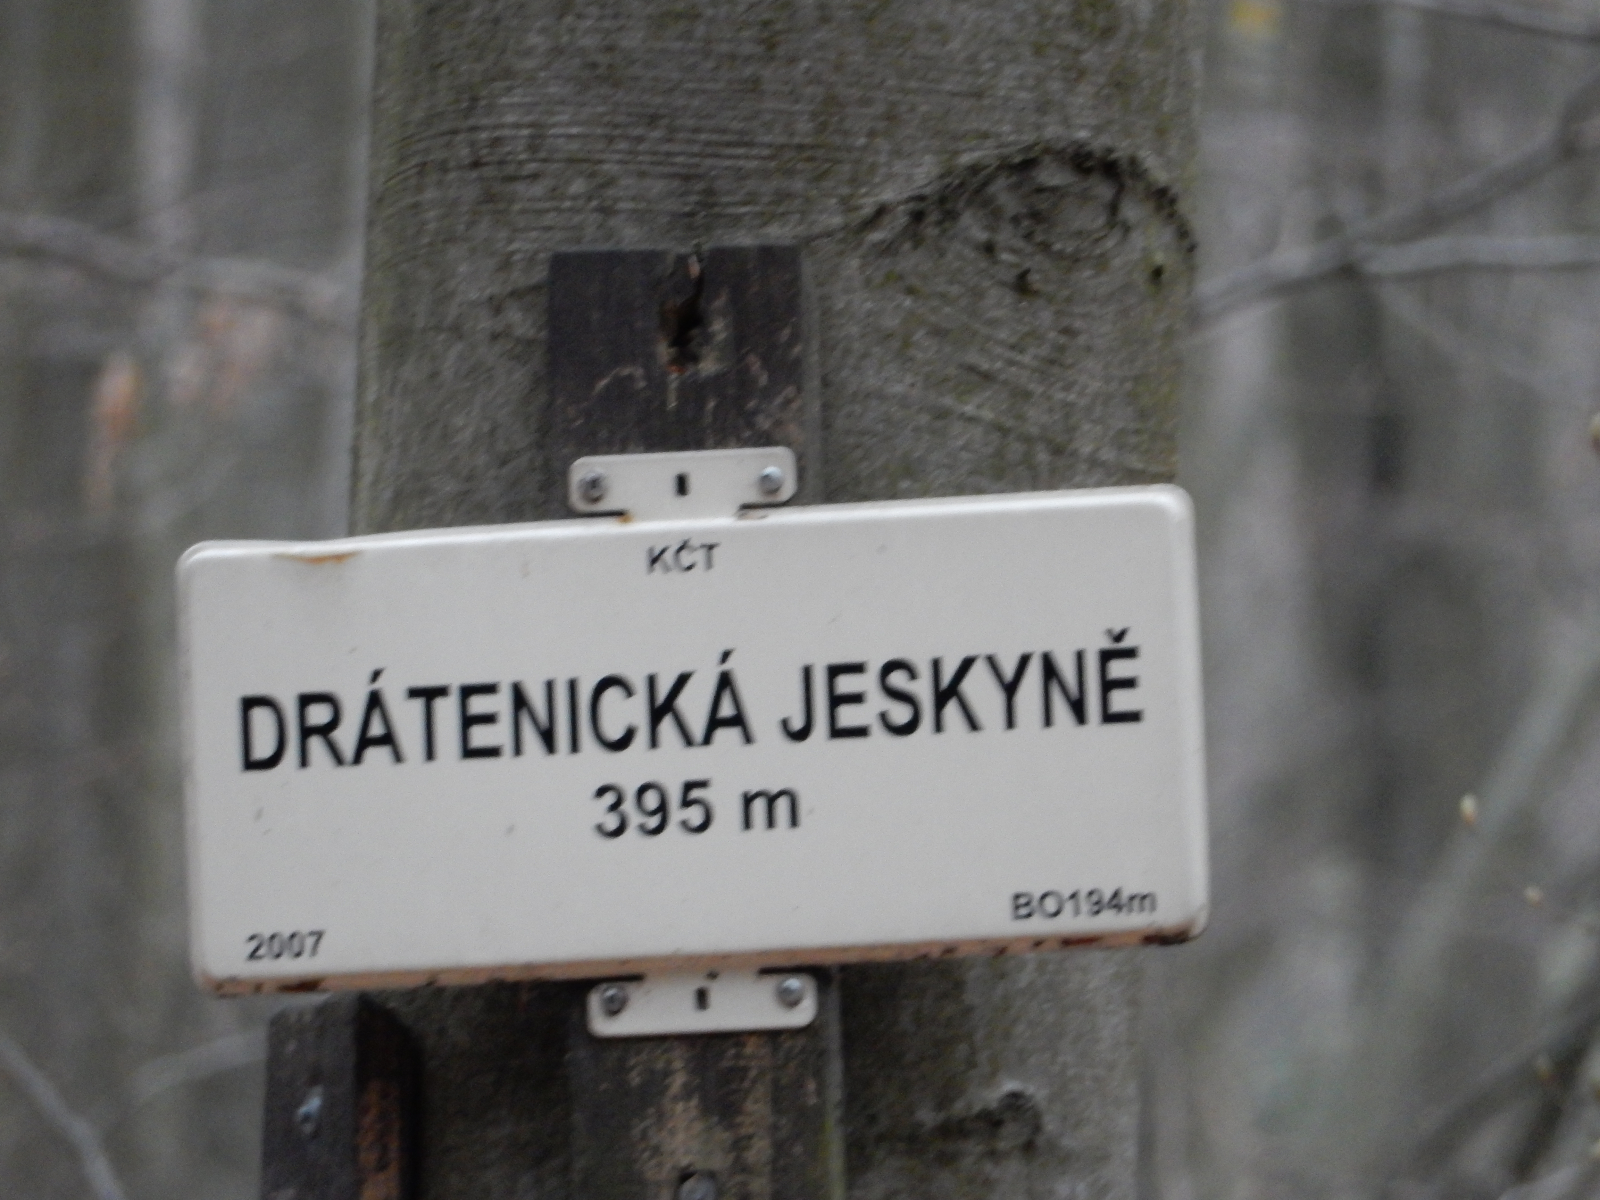 KČT
DRÁTENICKÁ JESKYNĚ
395 m
2007
BO194m